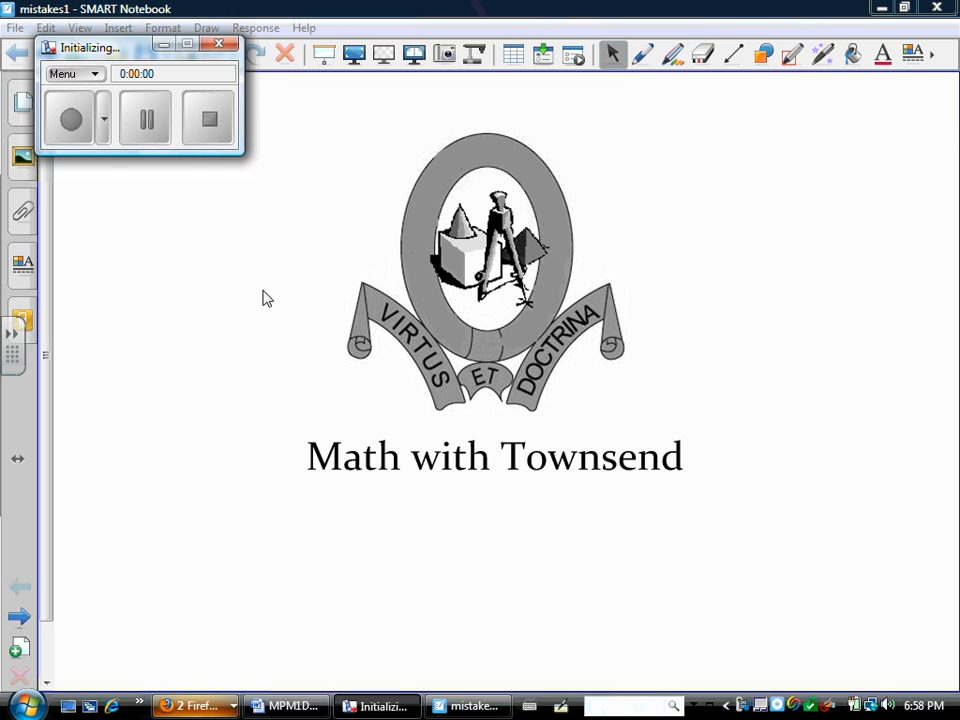 mistakes1 - SMART Notebook
File Edit View Insert Format Draw Response Help
Initializing...
Menu 0:00:00
VIRTUS ET DOCTRINA
Math with Townsend
2 Firef... MPM1D... Initializi... mistake... 6:58 PM